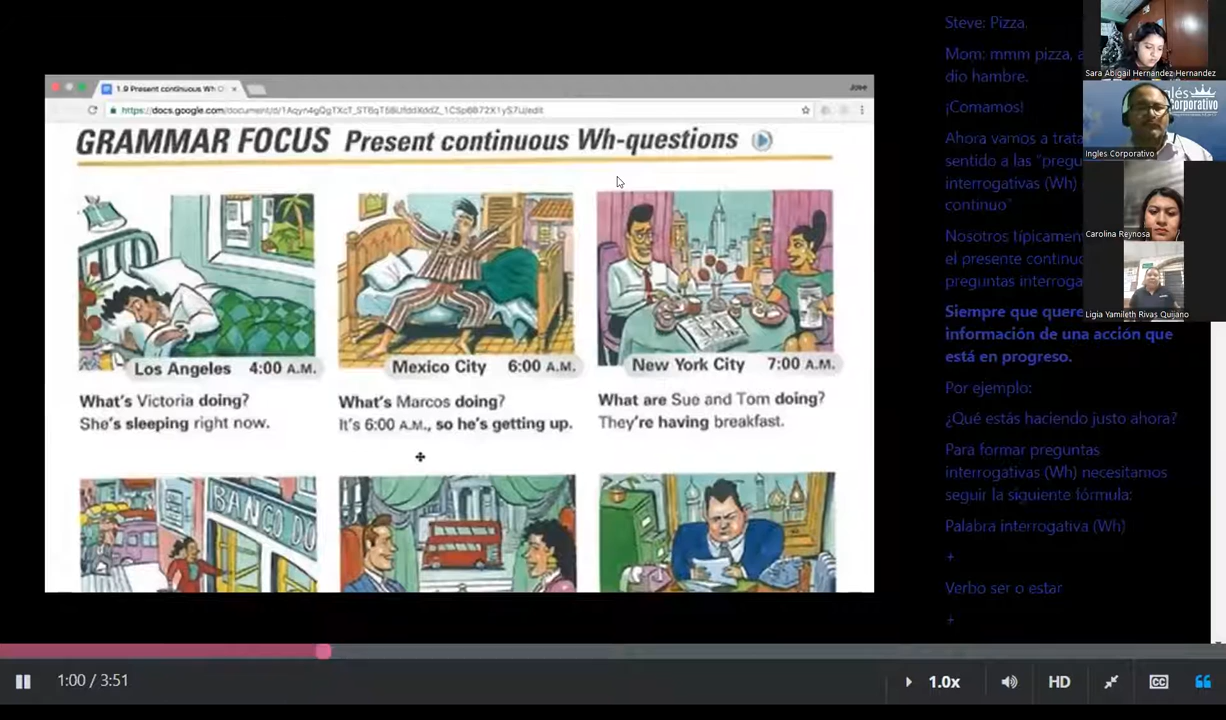 1.9 Present continuous Wh
Jose
https://docs.google.com/document/d/
/edit
GRAMMAR FOCUS Present continuous Wh-questions
Los Angeles 4:00 A.M.
Mexico City 6:00 A.M.
New York City 7:00 A.M.
What's Victoria doing?
She's sleeping right now.
What's Marcos doing?
It's 6:00 A.M., so he's getting up.
What are Sue and Tom doing?
They're having breakfast.
BANCO DO
Steve: Pizza.
Mom: mmm pizza, a
dio hambre.
¡Comamos!
Ahora vamos a trata
sentido a las "preg
interrogativas (Wh)
continuo"
Nosotros típicamen
el presente continu
preguntas interroga
Siempre que quere
información de una acción que
está en progreso.
Por ejemplo:
¿Qué estás haciendo justo ahora?
Para formar preguntas
interrogativas (Wh) necesitamos
seguir la siguiente fórmula:
Palabra interrogativa (Wh)
+
Verbo ser o estar
+
Sara Abigail Hernández Hernandez
glés
rporativo
Ingles Corporativo
Carolina Reynosa
Ligia Yamileth Rivas Quijano
1:00 / 3:51
1.0x
HD
CC